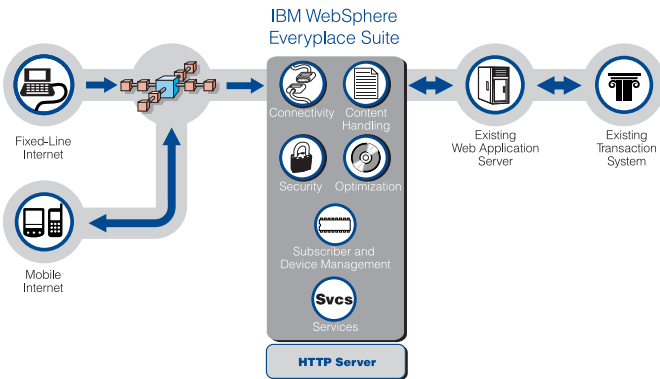 IBM WebSphere
Everyplace Suite
Fixed-Line
Internet
Mobile
Internet
Connectivity
Content
Handling
Security
Optimization
Subscriber and
Device Management
Svcs
Services
HTTP Server
Existing
Web Application
Server
Existing
Transaction
System